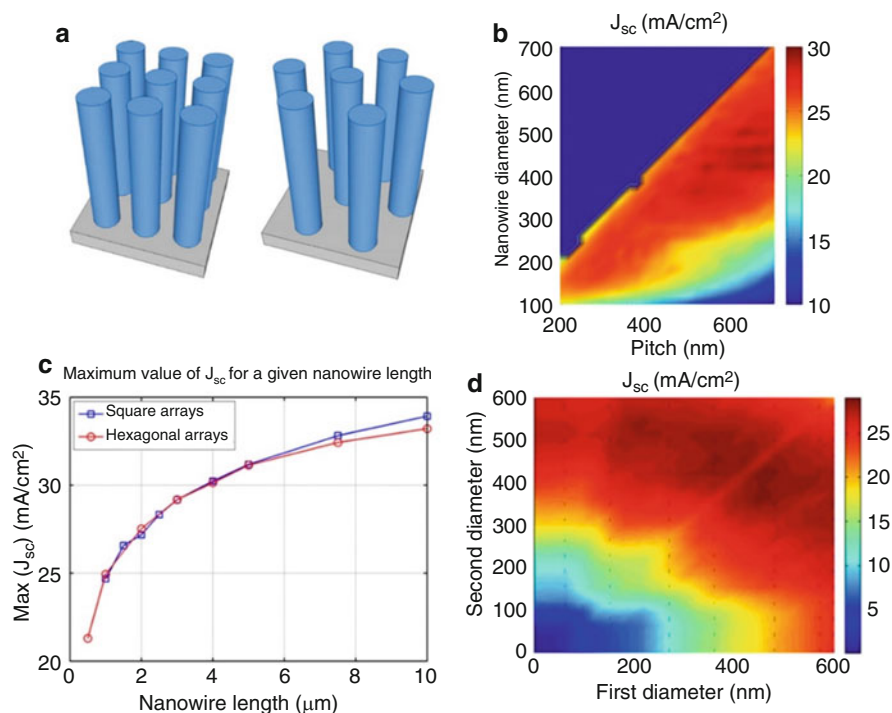 a
b
J_sc (mA/cm²)
Nanowire diameter (nm)
700
600
500
400
300
200
100
200
400
600
Pitch (nm)
30
25
20
15
10
c
Maximum value of J_sc for a given nanowire length
Square arrays
Hexagonal arrays
Max (J_sc) (mA/cm²)
35
30
25
20
0
2
4
6
8
10
Nanowire length (μm)
d
J_sc (mA/cm²)
Second diameter (nm)
600
500
400
300
200
100
0
0
200
400
600
First diameter (nm)
25
20
15
10
5